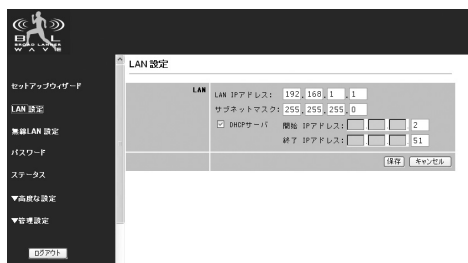 BROAD LANNER
WAVE
セットアップウィザード
LAN 設定
無線LAN 設定
パスワード
ステータス
▼高度な設定
▼管理設定
ログアウト
LAN 設定
LAN
LAN IPアドレス: 192.168.1.1
サブネットマスク: 255.255.255.0
DHCPサーバ 開始 IPアドレス: . . . 2
終了 IPアドレス: . . . 51
保存 キャンセル